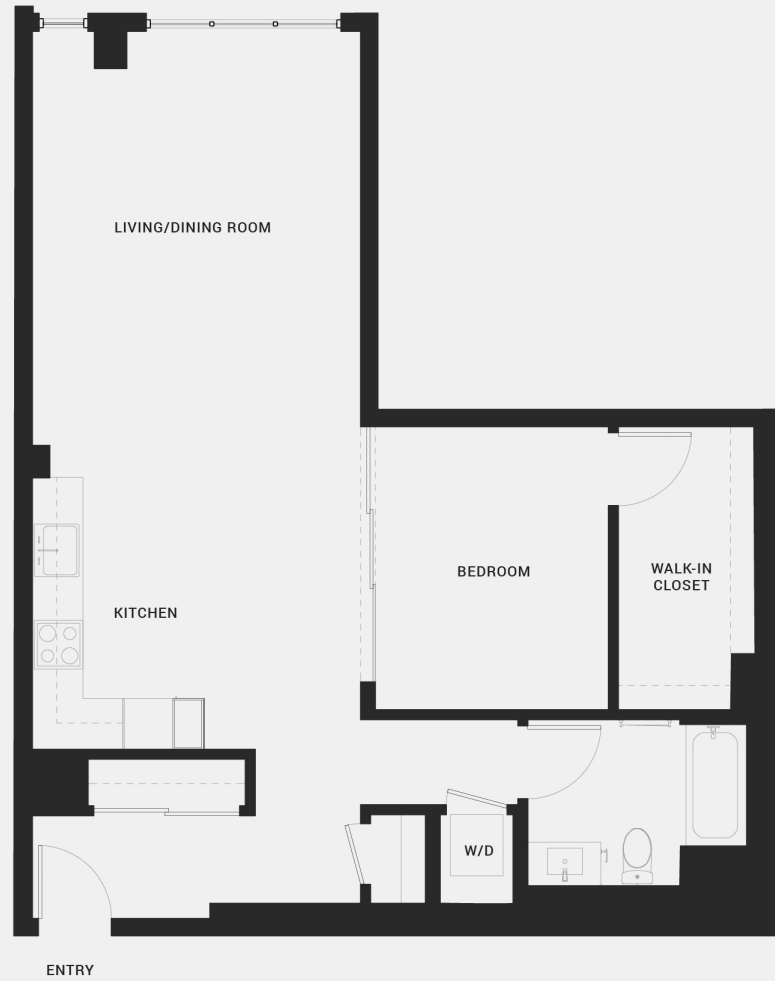 LIVING/DINING ROOM
BEDROOM
WALK-IN
CLOSET
KITCHEN
W/D
ENTRY